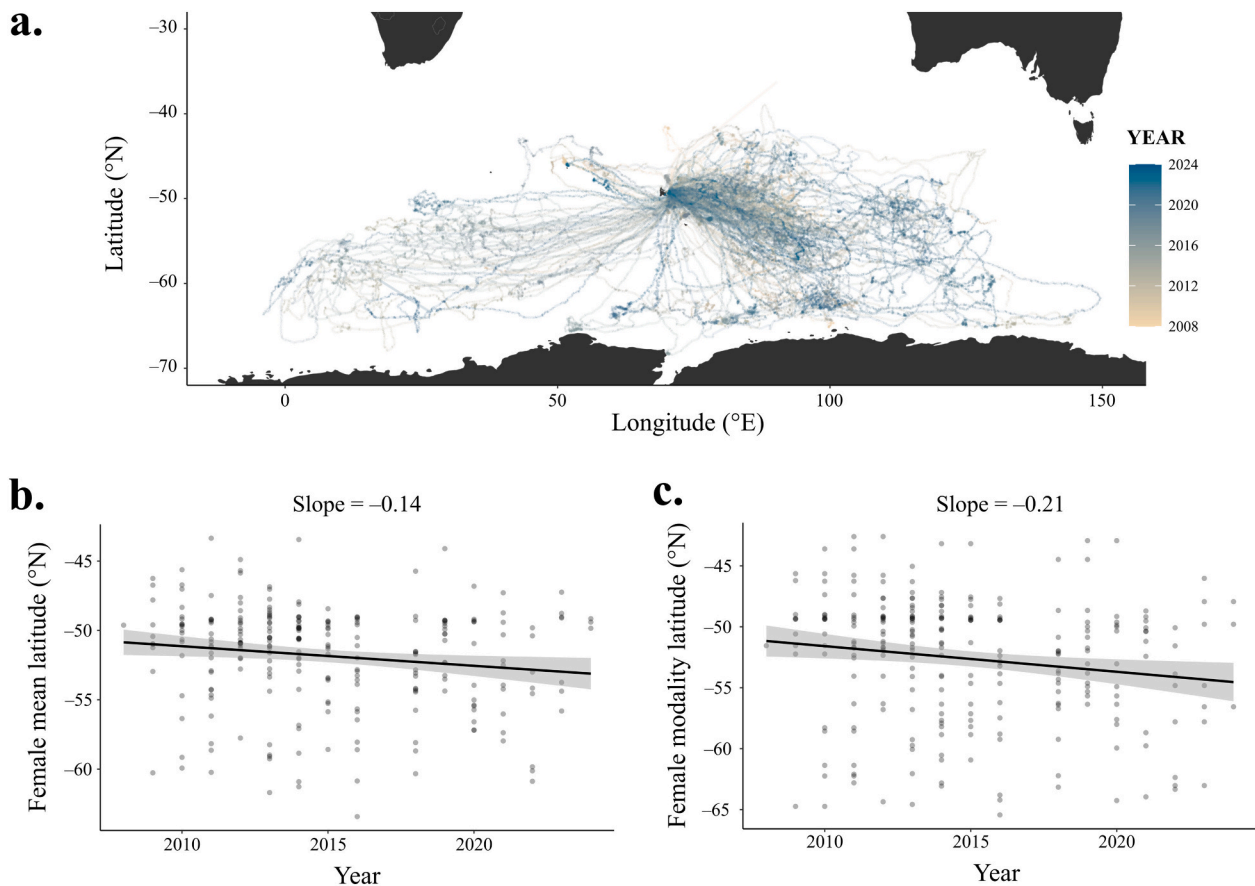 a.
−30
−40
−50
−60
−70
Latitude (°N)
0
50
100
150
Longitude (°E)
YEAR
2024
2020
2016
2012
2008
b.
Slope = −0.14
−45
−50
−55
−60
Female mean latitude (°N)
2010
2015
2020
Year
c.
Slope = −0.21
−45
−50
−55
−60
−65
Female modality latitude (°N)
2010
2015
2020
Year